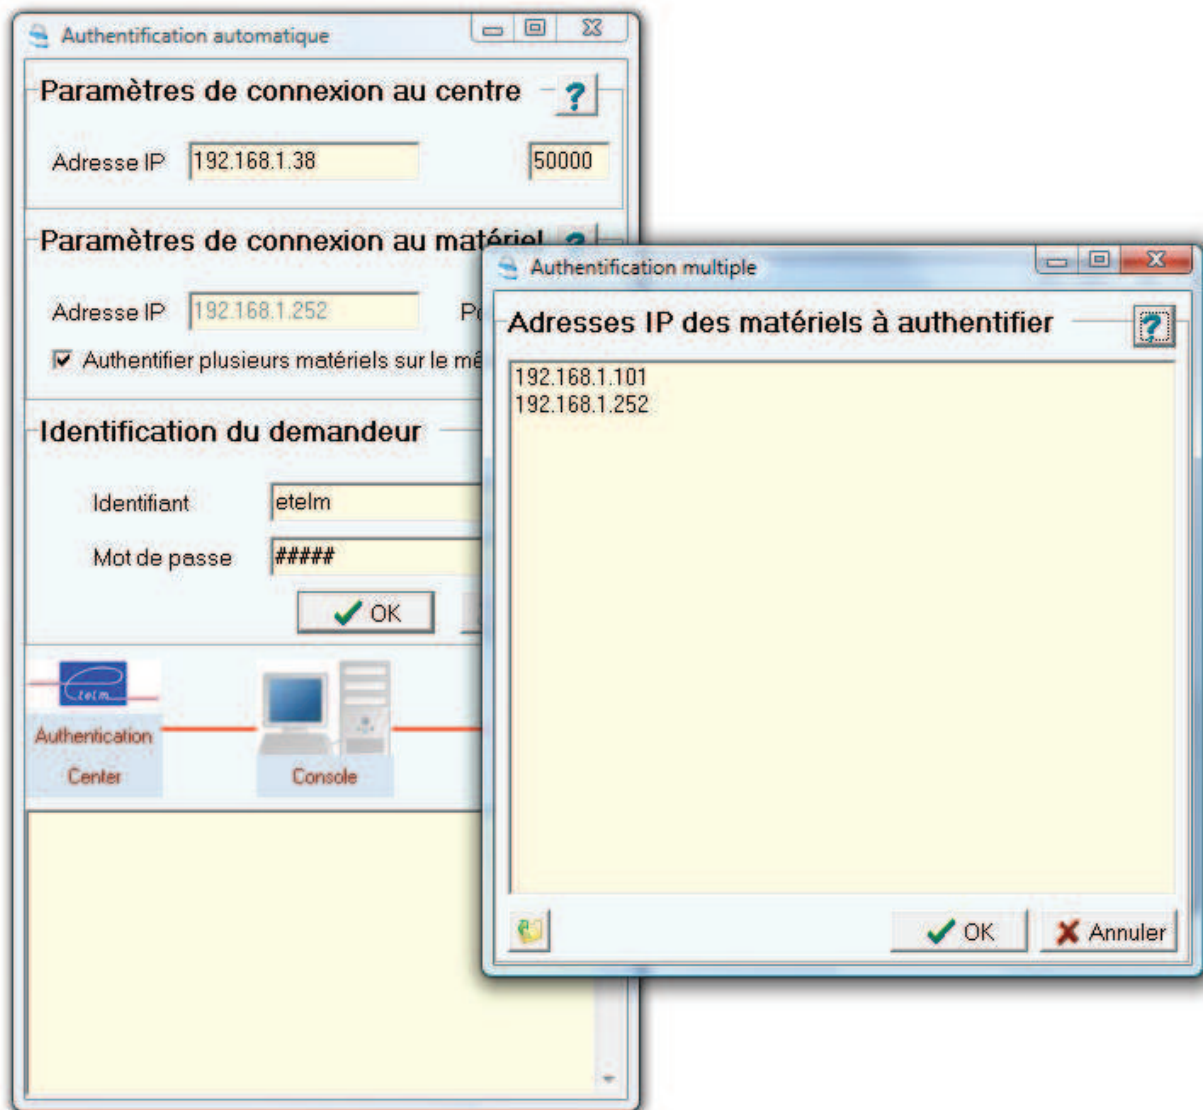 Authentification automatique
Paramètres de connexion au centre
?
Adresse IP 192.168.1.38 50000
Paramètres de connexion au matériel
?
Adresse IP 192.168.1.252
Authentifier plusieurs matériels sur le
Identification du demandeur
Identifiant etelm
Mot de passe #####
OK
etelm
Authentication
Center
Console
Authentification multiple
Adresses IP des matériels à authentifier
?
192.168.1.101
192.168.1.252
OK
Annuler